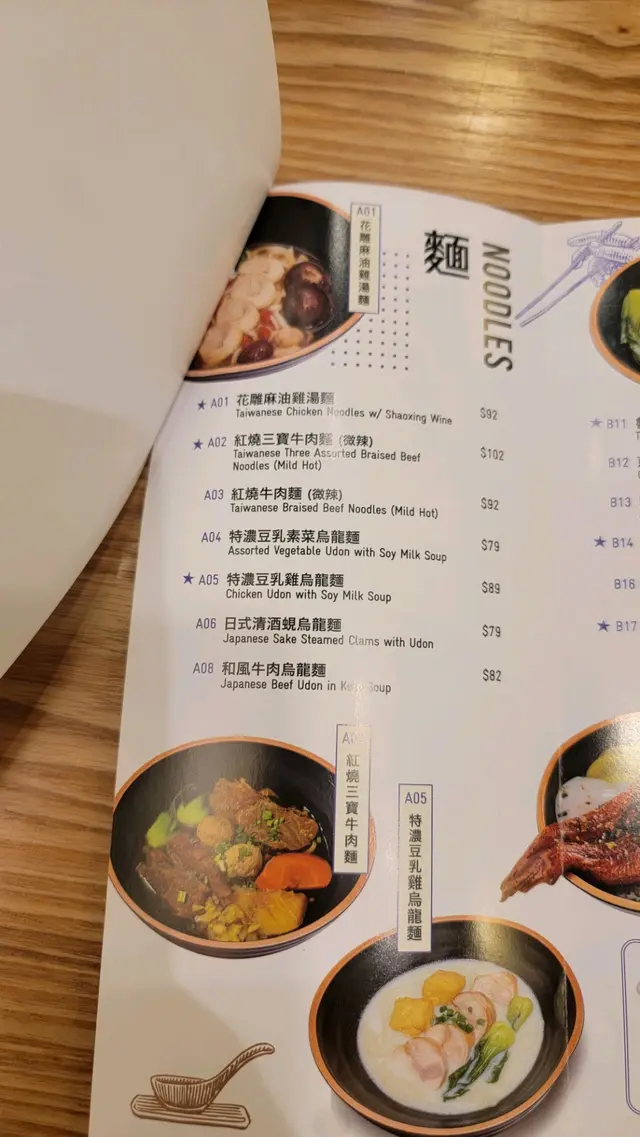 A01
花雕麻油雞湯麵
麵
NOODLES
★ A01 花雕麻油雞湯麵
Taiwanese Chicken Noodles w/ Shaoxing Wine $92
★ A02 紅燒三寶牛肉麵 (微辣)
Taiwanese Three Assorted Braised Beef $102
Noodles (Mild Hot)
A03 紅燒牛肉麵 (微辣)
Taiwanese Braised Beef Noodles (Mild Hot) $92
A04 特濃豆乳素菜烏龍麵
Assorted Vegetable Udon with Soy Milk Soup $79
★ A05 特濃豆乳雞烏龍麵
Chicken Udon with Soy Milk Soup $89
A06 日式清酒蜆烏龍麵
Japanese Sake Steamed Clams with Udon $79
A08 和風牛肉烏龍麵
Japanese Beef Udon in Soup $82
★ B11
B12
B13
★ B14
B16
★ B17
紅燒三寶牛肉麵
A05
特濃豆乳雞烏龍麵